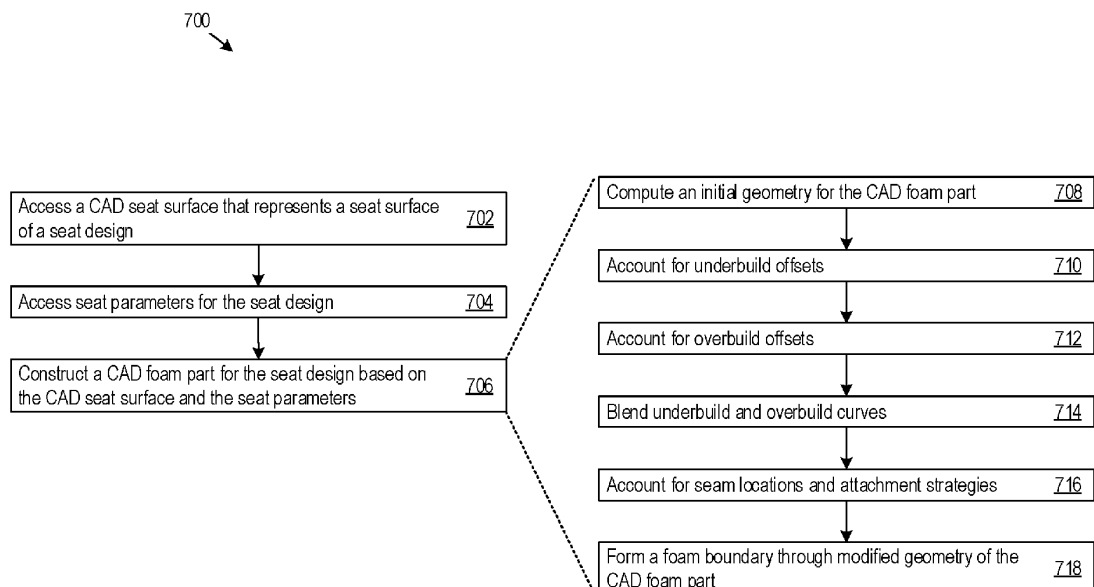 700
Access a CAD seat surface that represents a seat surface
of a seat design 702
Access seat parameters for the seat design 704
Construct a CAD foam part for the seat design based on
the CAD seat surface and the seat parameters 706
Compute an initial geometry for the CAD foam part 708
Account for underbuild offsets 710
Account for overbuild offsets 712
Blend underbuild and overbuild curves 714
Account for seam locations and attachment strategies 716
Form a foam boundary through modified geometry of the
CAD foam part 718